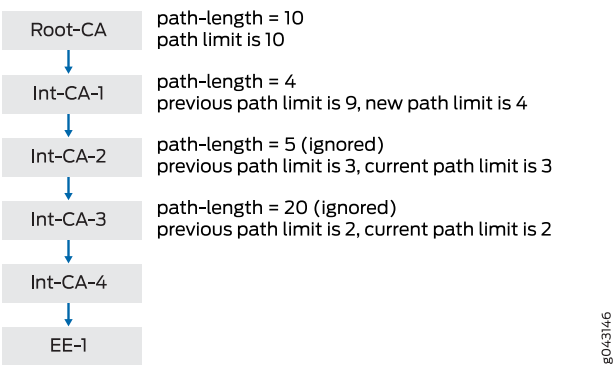 Root-CA
path-length = 10
path limit is 10
Int-CA-1
path-length = 4
previous path limit is 9, new path limit is 4
Int-CA-2
path-length = 5 (ignored)
previous path limit is 3, current path limit is 3
Int-CA-3
path-length = 20 (ignored)
previous path limit is 2, current path limit is 2
Int-CA-4
EE-1
g043146